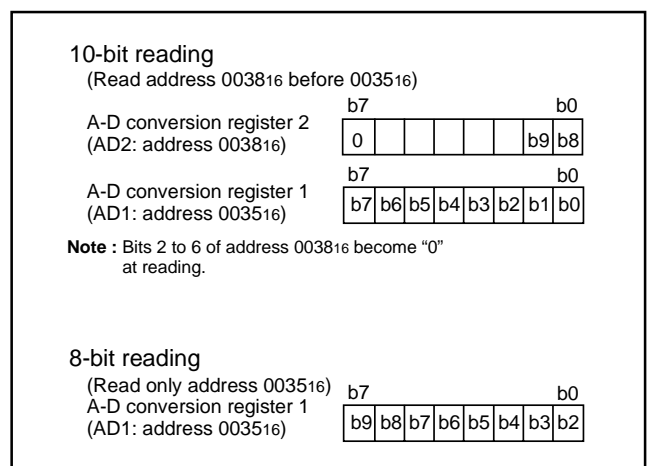 10-bit reading
(Read address 003816 before 003516)
b7 b0
A-D conversion register 2
(AD2: address 003816)
0 b9 b8
b7 b0
A-D conversion register 1
(AD1: address 003516)
b7 b6 b5 b4 b3 b2 b1 b0
Note : Bits 2 to 6 of address 003816 become “0”
at reading.
8-bit reading
(Read only address 003516)
b7 b0
A-D conversion register 1
(AD1: address 003516)
b9 b8 b7 b6 b5 b4 b3 b2